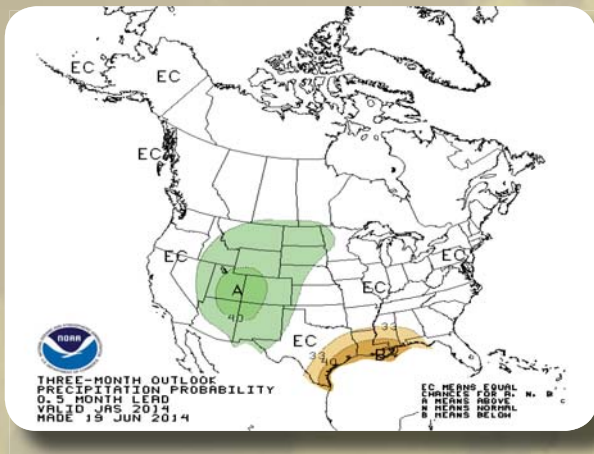 EC
EC
EC
EC
EC
EC
A
EC
40
33
33
40
B
NOAA
THREE-MONTH OUTLOOK
PRECIPITATION PROBABILITY
0.5 MONTH LEAD
VALID JAS 2014
MADE 19 JUN 2014
EC MEANS EQUAL
CHANCES FOR A, N, B
A MEANS ABOVE
N MEANS NORMAL
B MEANS BELOW